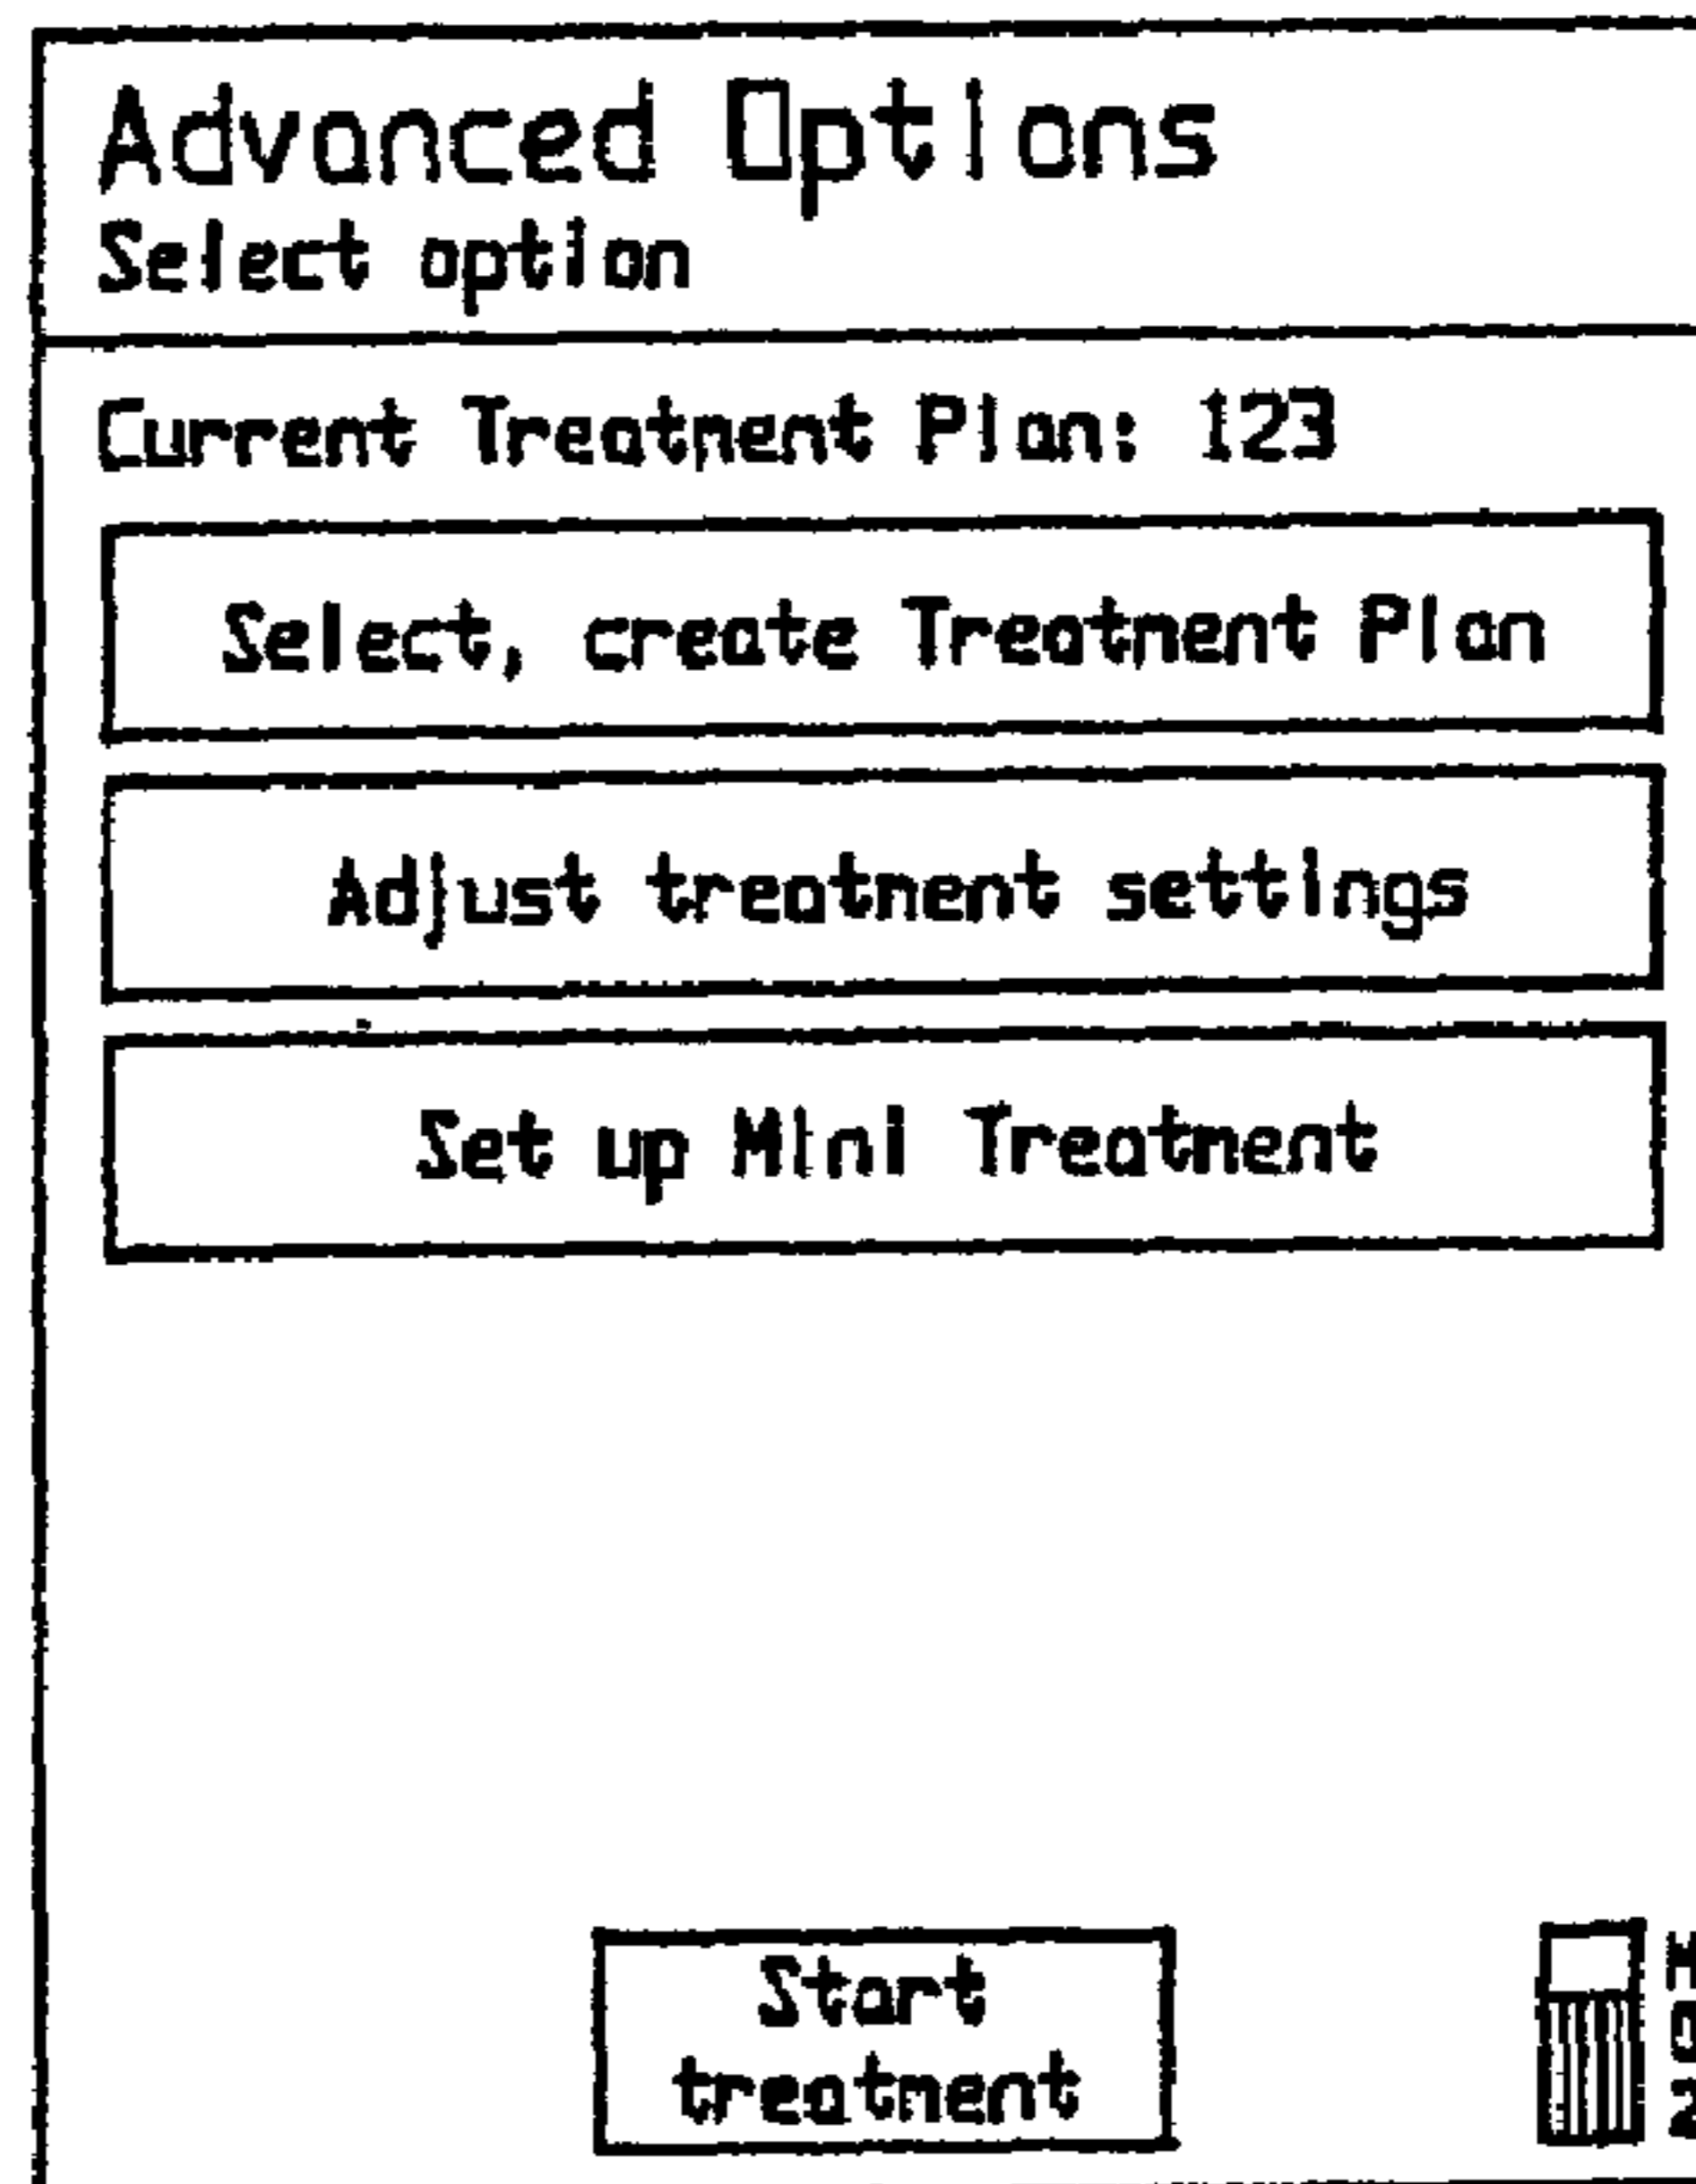 Advanced Options
Select option
Current Treatment Plan: 123
Select, create Treatment Plan
Adjust treatment settings
Set up Mini Treatment
Start
treatment